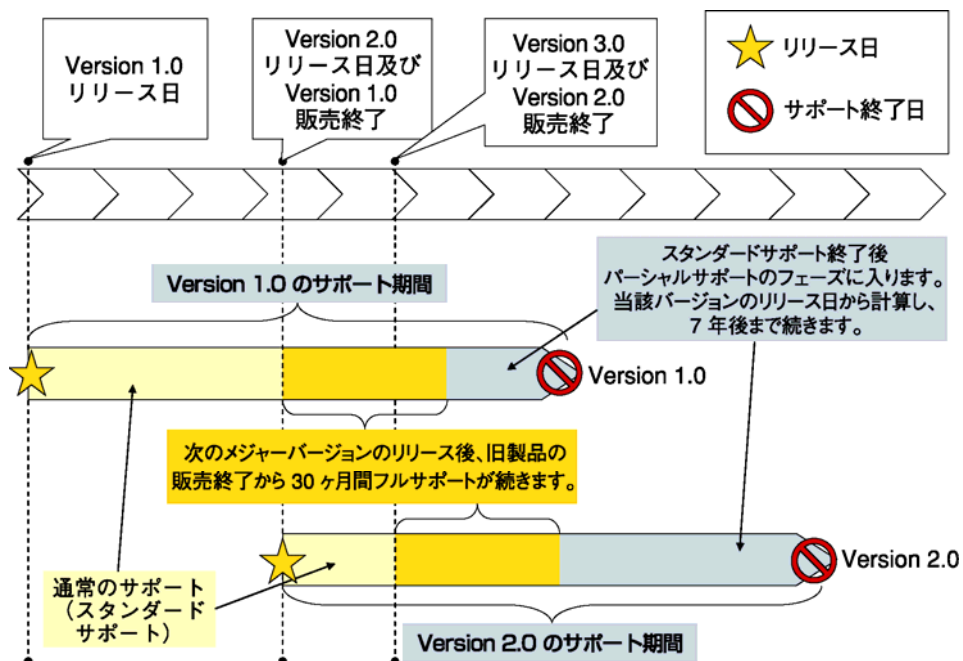 Version 1.0
リリース日
Version 2.0
リリース日及び
Version 1.0
販売終了
Version 3.0
リリース日及び
Version 2.0
販売終了
リリース日
サポート終了日
Version 1.0 のサポート期間
スタンダードサポート終了後
パーシャルサポートのフェーズに入ります。
当該バージョンのリリース日から計算し、
7 年後まで続きます。
Version 1.0
次のメジャーバージョンのリリース後、旧製品の
販売終了から 30 ヶ月間フルサポートが続きます。
Version 2.0
通常のサポート
（スタンダード
サポート）
Version 2.0 のサポート期間